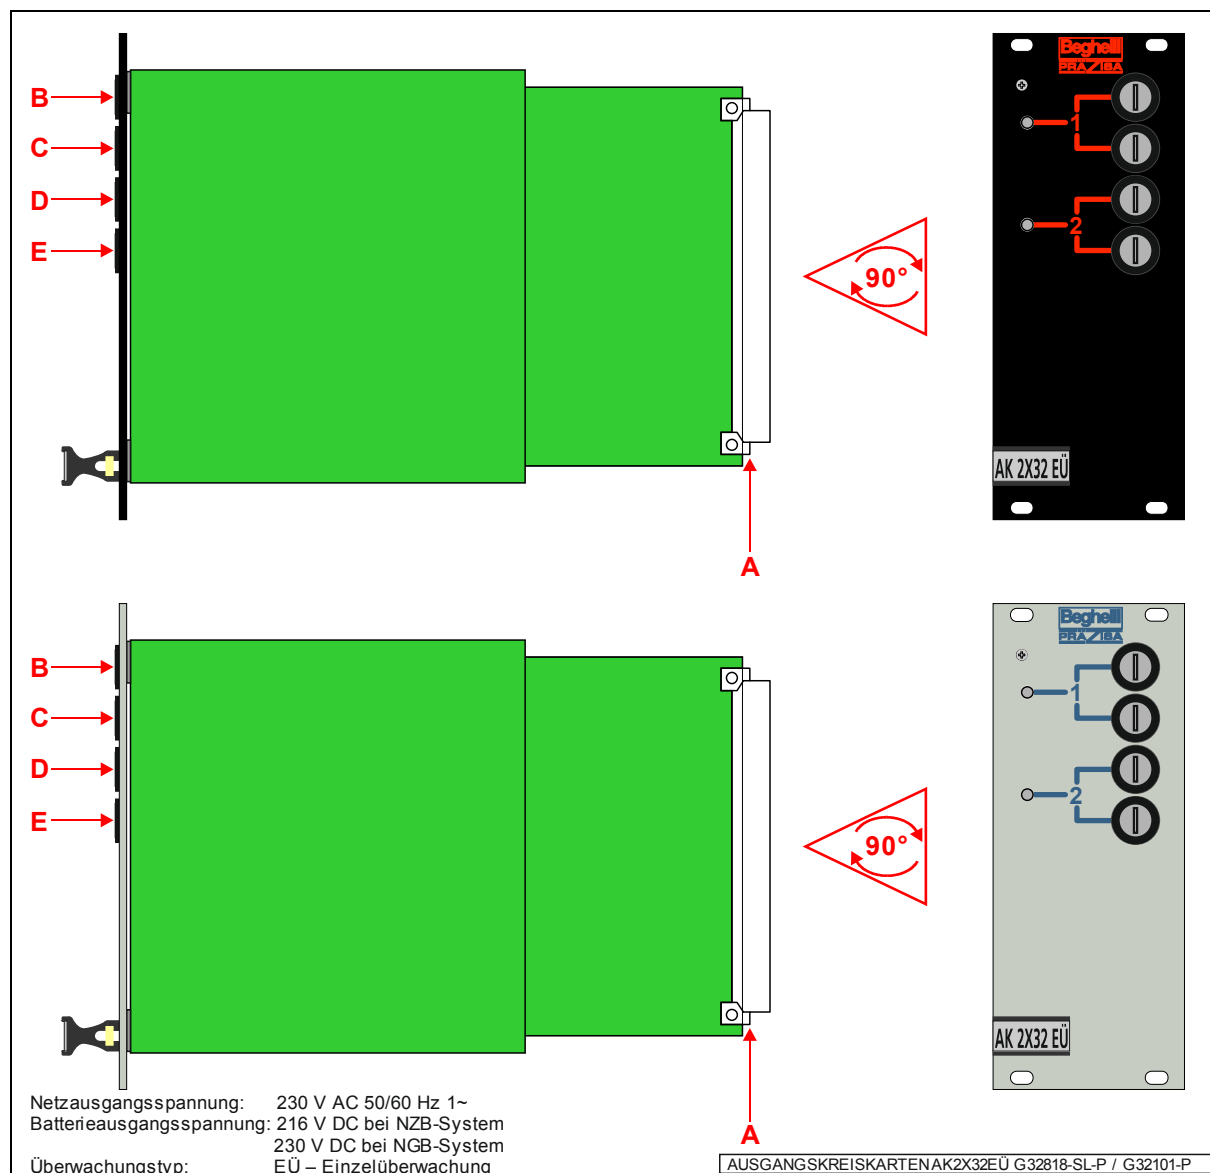 Beghelli
PRÄZISA
B
C
D
E
1
2
90°
AK 2X32 EÜ
A
Beghelli
PRÄZISA
B
C
D
E
1
2
90°
AK 2X32 EÜ
A
Netzausgangsspannung: 230 V AC 50/60 Hz 1~
Batterieausgangsspannung: 216 V DC bei NZB-System
230 V DC bei NGB-System
Überwachungstyp: EÜ – Einzelüberwachung
AUSGANGSKREISKARTEN AK2X32EÜ G32818-SL-P / G32101-P